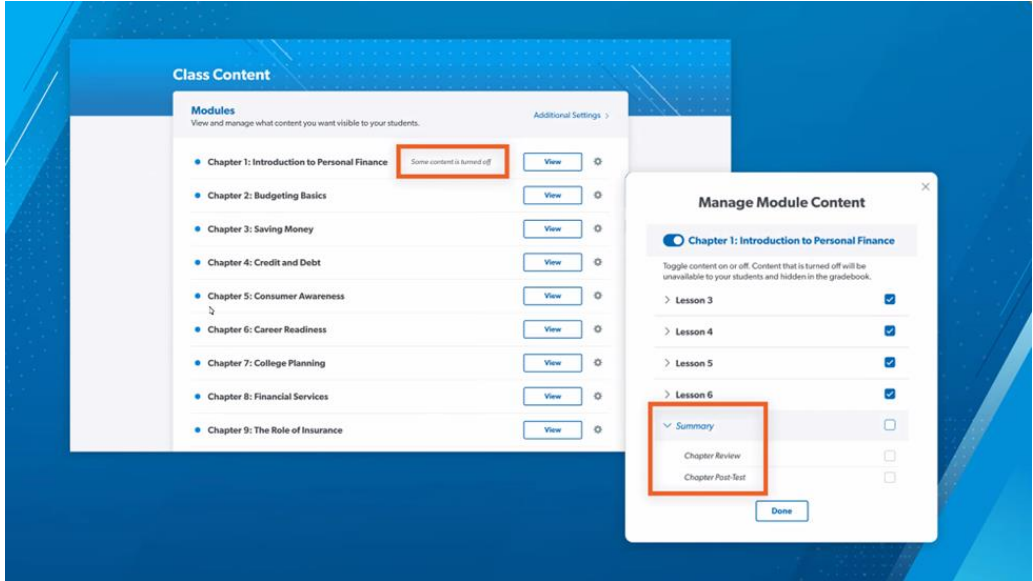 Class Content
Modules
View and manage what content you want visible to your students.
Additional Settings >
Chapter 1: Introduction to Personal Finance
Some content is turned off
View
Chapter 2: Budgeting Basics
View
Chapter 3: Saving Money
View
Chapter 4: Credit and Debt
View
Chapter 5: Consumer Awareness
View
Chapter 6: Career Readiness
View
Chapter 7: College Planning
View
Chapter 8: Financial Services
View
Chapter 9: The Role of Insurance
View
Manage Module Content
Chapter 1: Introduction to Personal Finance
Toggle content on or off. Content that is turned off will be
unavailable to your students and hidden in the gradebook.
Lesson 3
Lesson 4
Lesson 5
Lesson 6
Summary
Chapter Review
Chapter Post-Test
Done